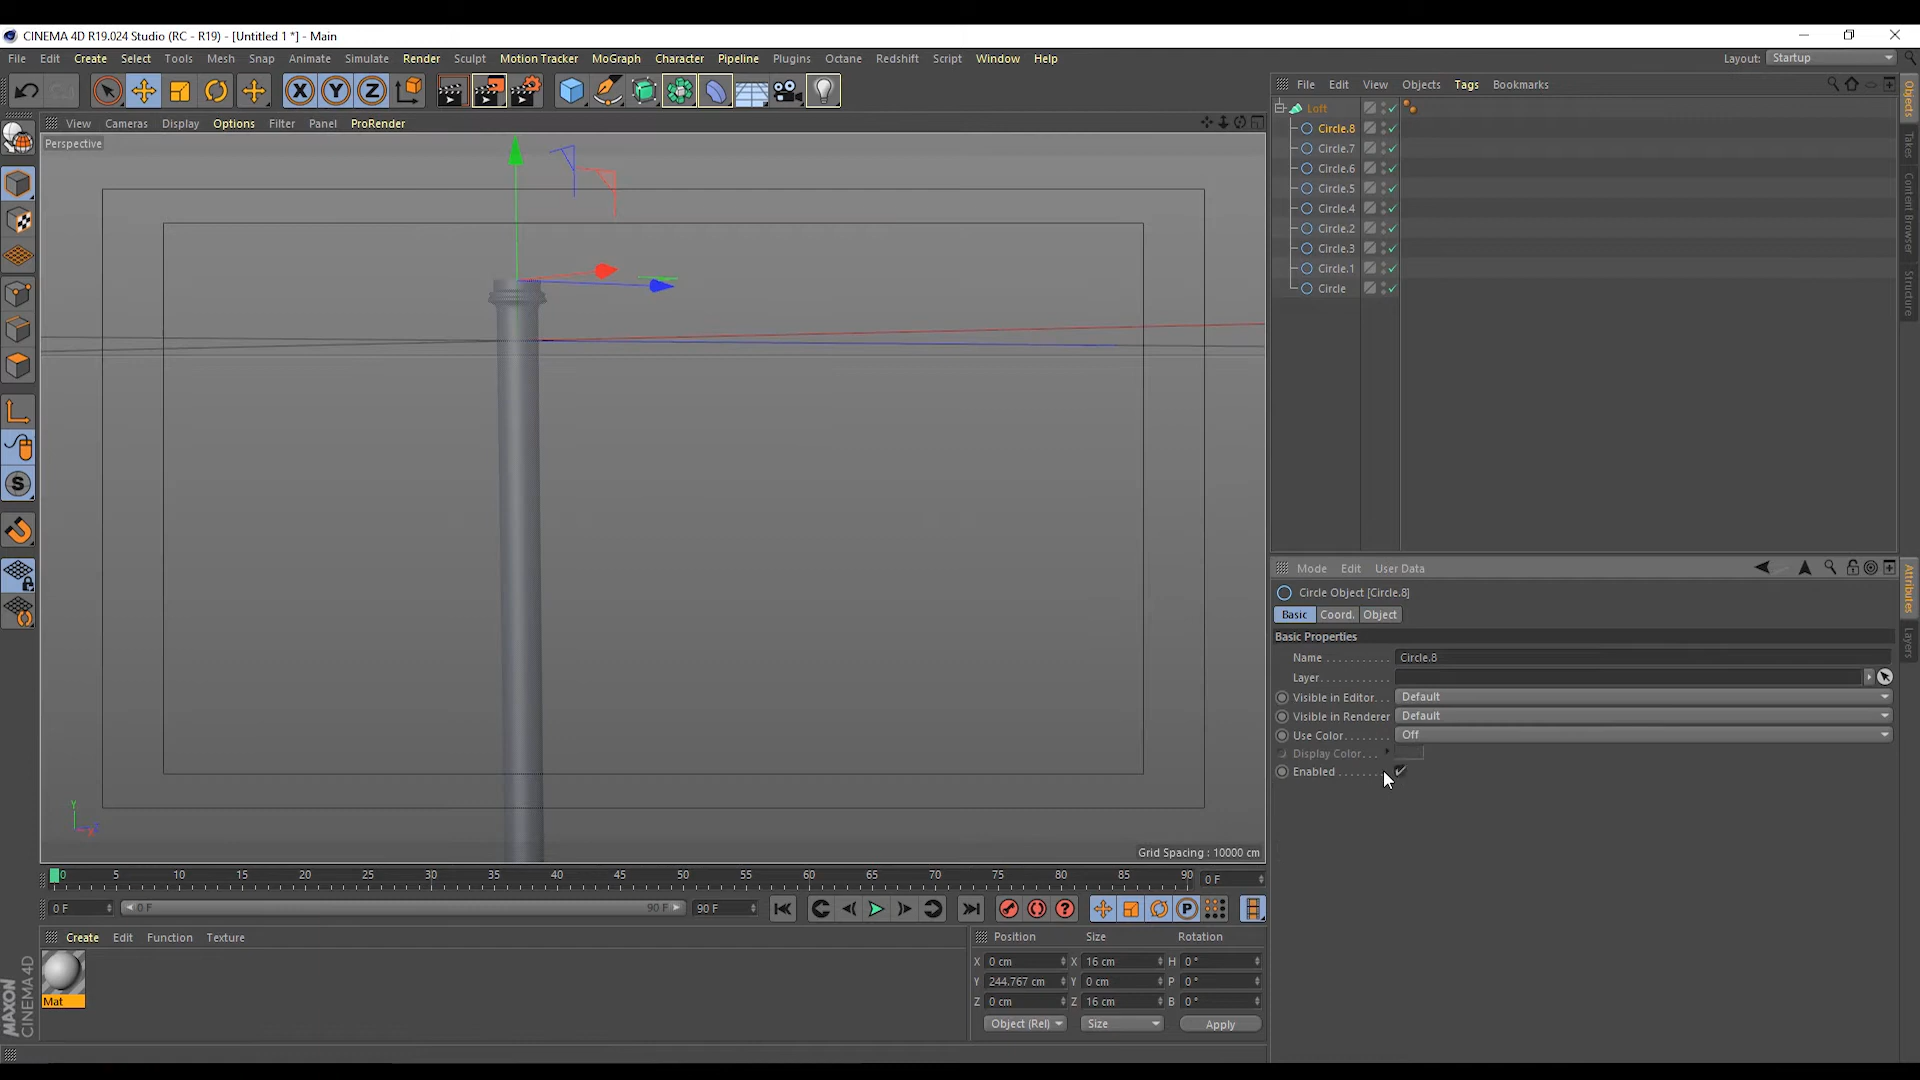 CINEMA 4D R19.024 Studio (RC - R19) - [Untitled 1 *] - Main
File Edit Create Select Tools Mesh Snap Animate Simulate Render Sculpt Motion Tracker MoGraph Character Pipeline Plugins Octane Redshift Script Window Help
Layout: Startup
X Y Z
File Edit View Objects Tags Bookmarks
View Cameras Display Options Filter Panel ProRender
Perspective
Loft
Circle.8
Circle.7
Circle.6
Circle.5
Circle.4
Circle.2
Circle.3
Circle.1
Circle
Objects
Takes
Content Browser
Structure
Mode Edit User Data
Circle Object [Circle.8]
Basic Coord. Object
Basic Properties
Name Circle.8
Layer
Visible in Editor Default
Visible in Renderer Default
Use Color Off
Display Color
Enabled
Attributes
Layers
S
Y
Grid Spacing : 10000 cm
0 5 10 15 20 25 30 35 40 45 50 55 60 65 70 75 80 85 90 0 F
0 F 0 F 90 F 90 F
P
Create Edit Function Texture
Mat
MAXON
CINEMA4D
Position Size Rotation
X 0 cm X 16 cm H 0 °
Y 244.767 cm Y 0 cm P 0 °
Z 0 cm Z 16 cm B 0 °
Object (Rel) Size Apply